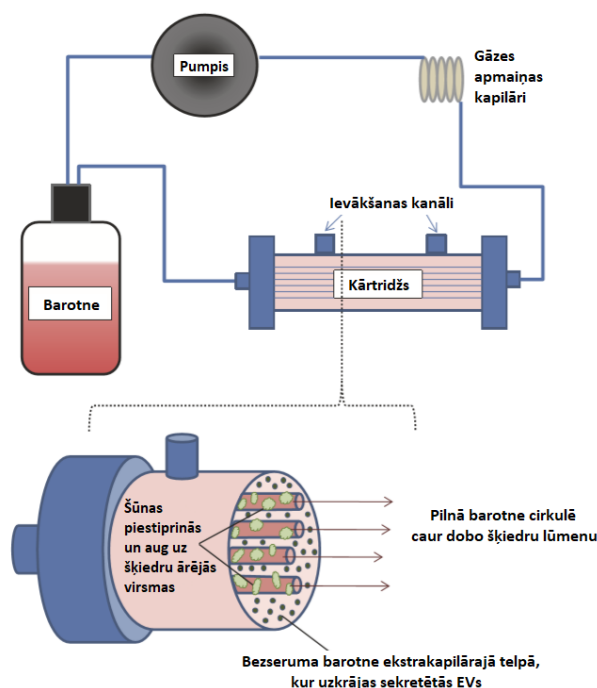 Pumpis
Gāzes
apmaiņas
kapilāri
Ievākšanas kanāli
Kārtridžs
Barotne
Šūnas
piestiprinās
un aug uz
šķiedru ārējās
virsmas
Pilnā barotne cirkulē
caur dobo šķiedru lūmenu
Bezseruma barotne ekstrakapilārajā telpā,
kur uzkrājas sekretētās EVs